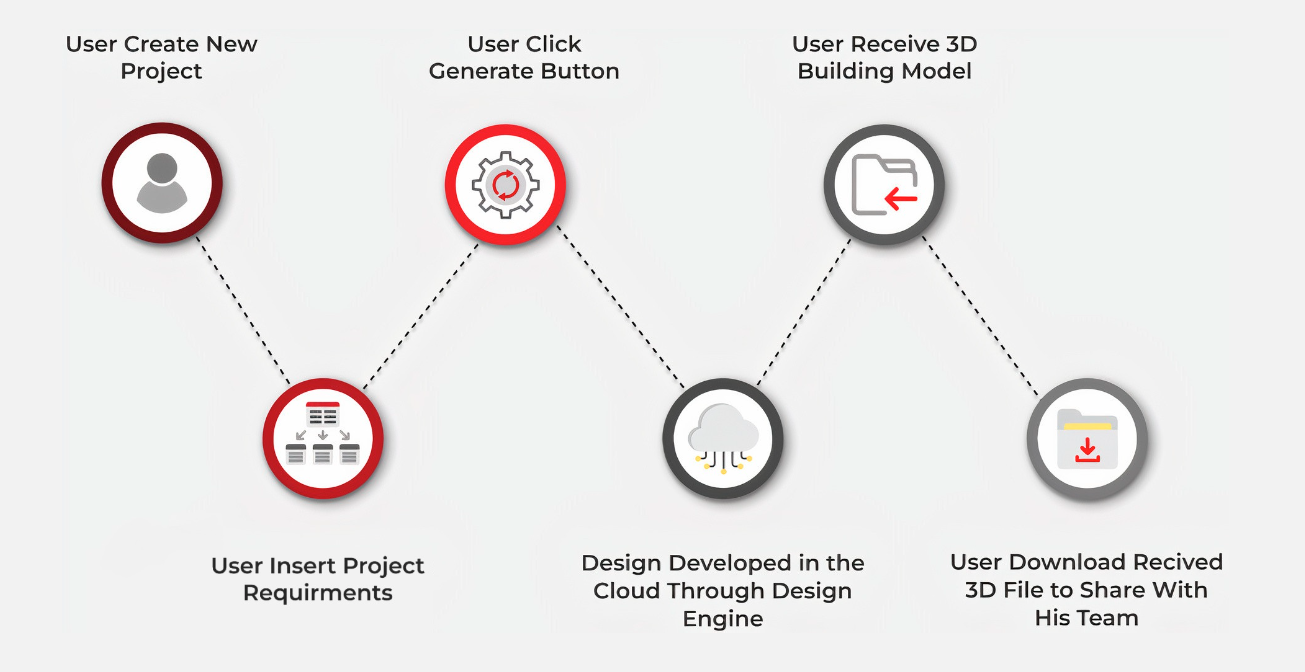 User Create New
Project
User Insert Project
Requirments
User Click
Generate Button
Design Developed in the
Cloud Through Design
Engine
User Receive 3D
Building Model
User Download Recived
3D File to Share With
His Team